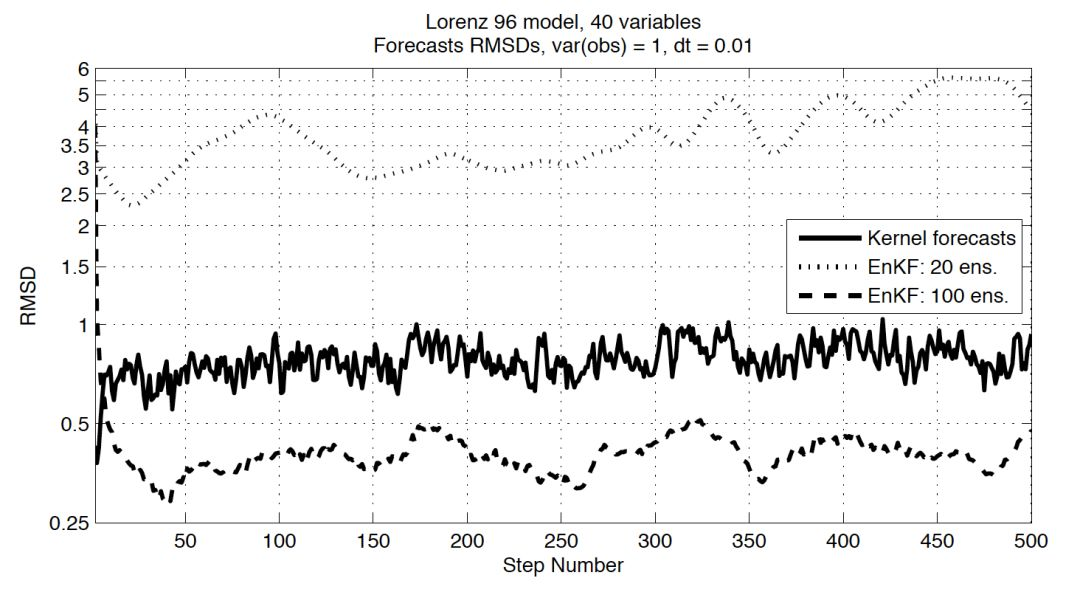 Lorenz 96 model, 40 variables
Forecasts RMSDs, var(obs) = 1, dt = 0.01
6
5
4
3.5
3
2.5
2
1.5
1
0.5
0.25
RMSD
Kernel forecasts
EnKF: 20 ens.
EnKF: 100 ens.
50 100 150 200 250 300 350 400 450 500
Step Number